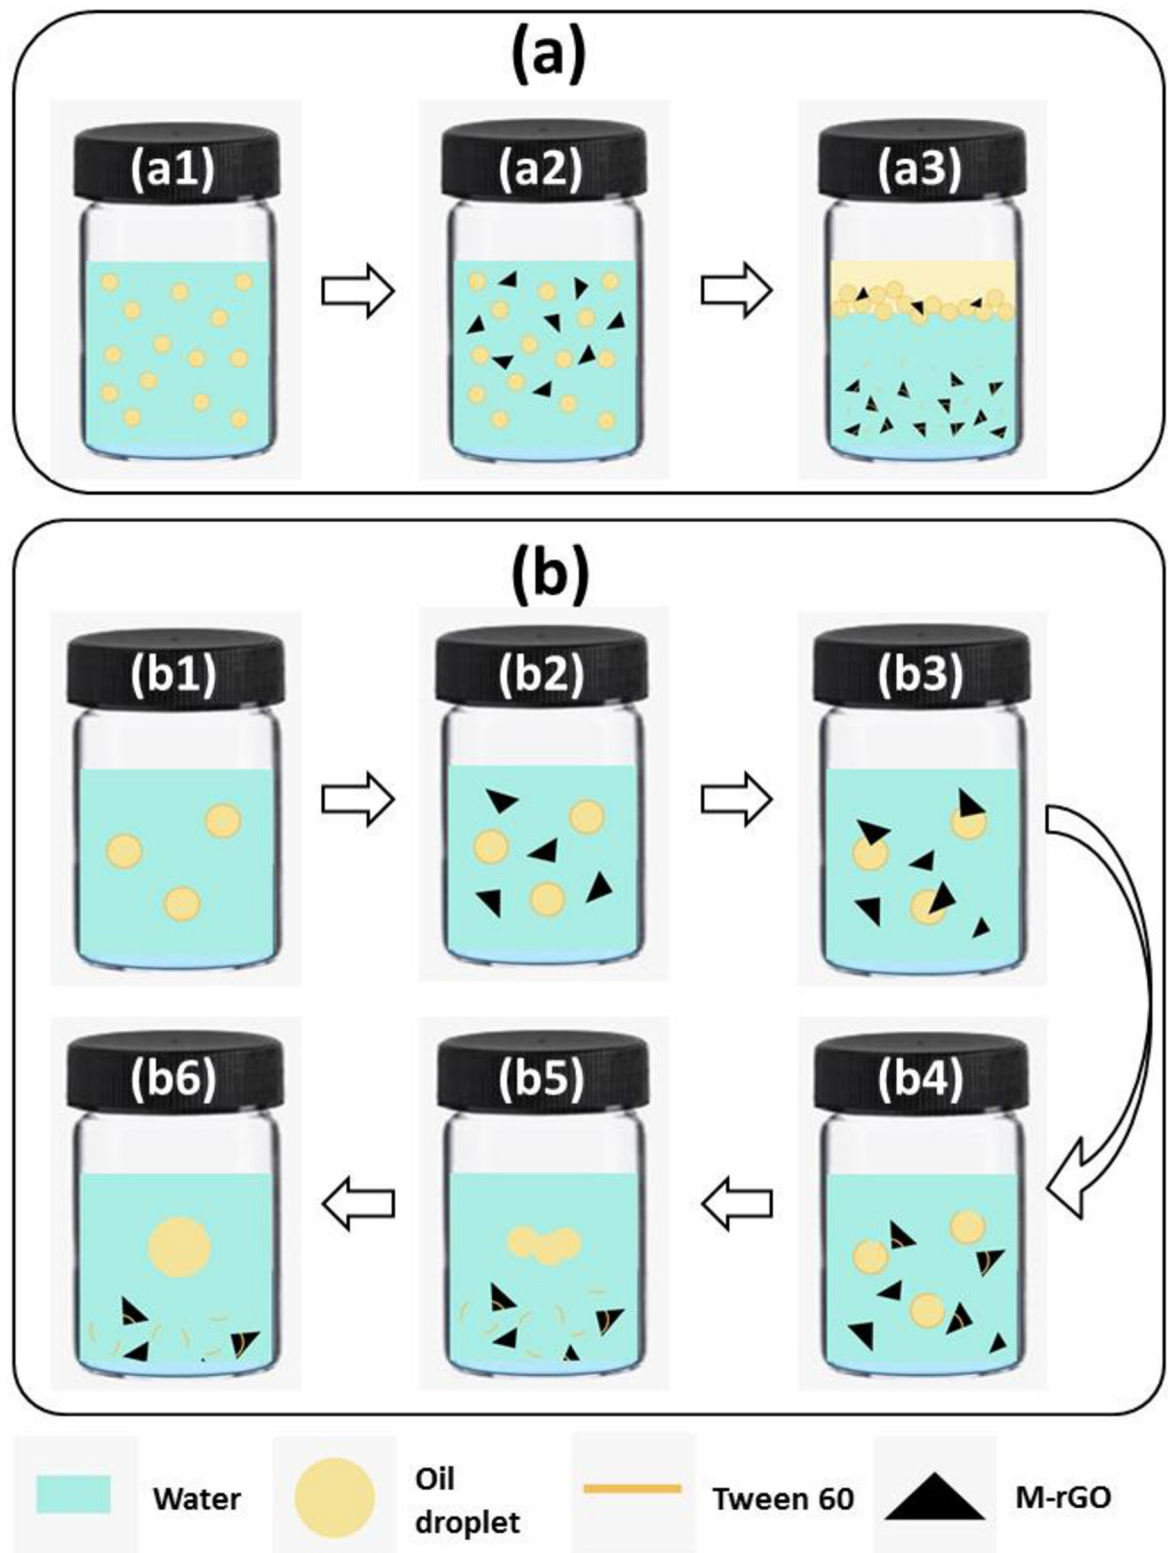 (a)
(a1)
(a2)
(a3)
(b)
(b1)
(b2)
(b3)
(b6)
(b5)
(b4)
Water
Oil
droplet
Tween 60
M-rGO